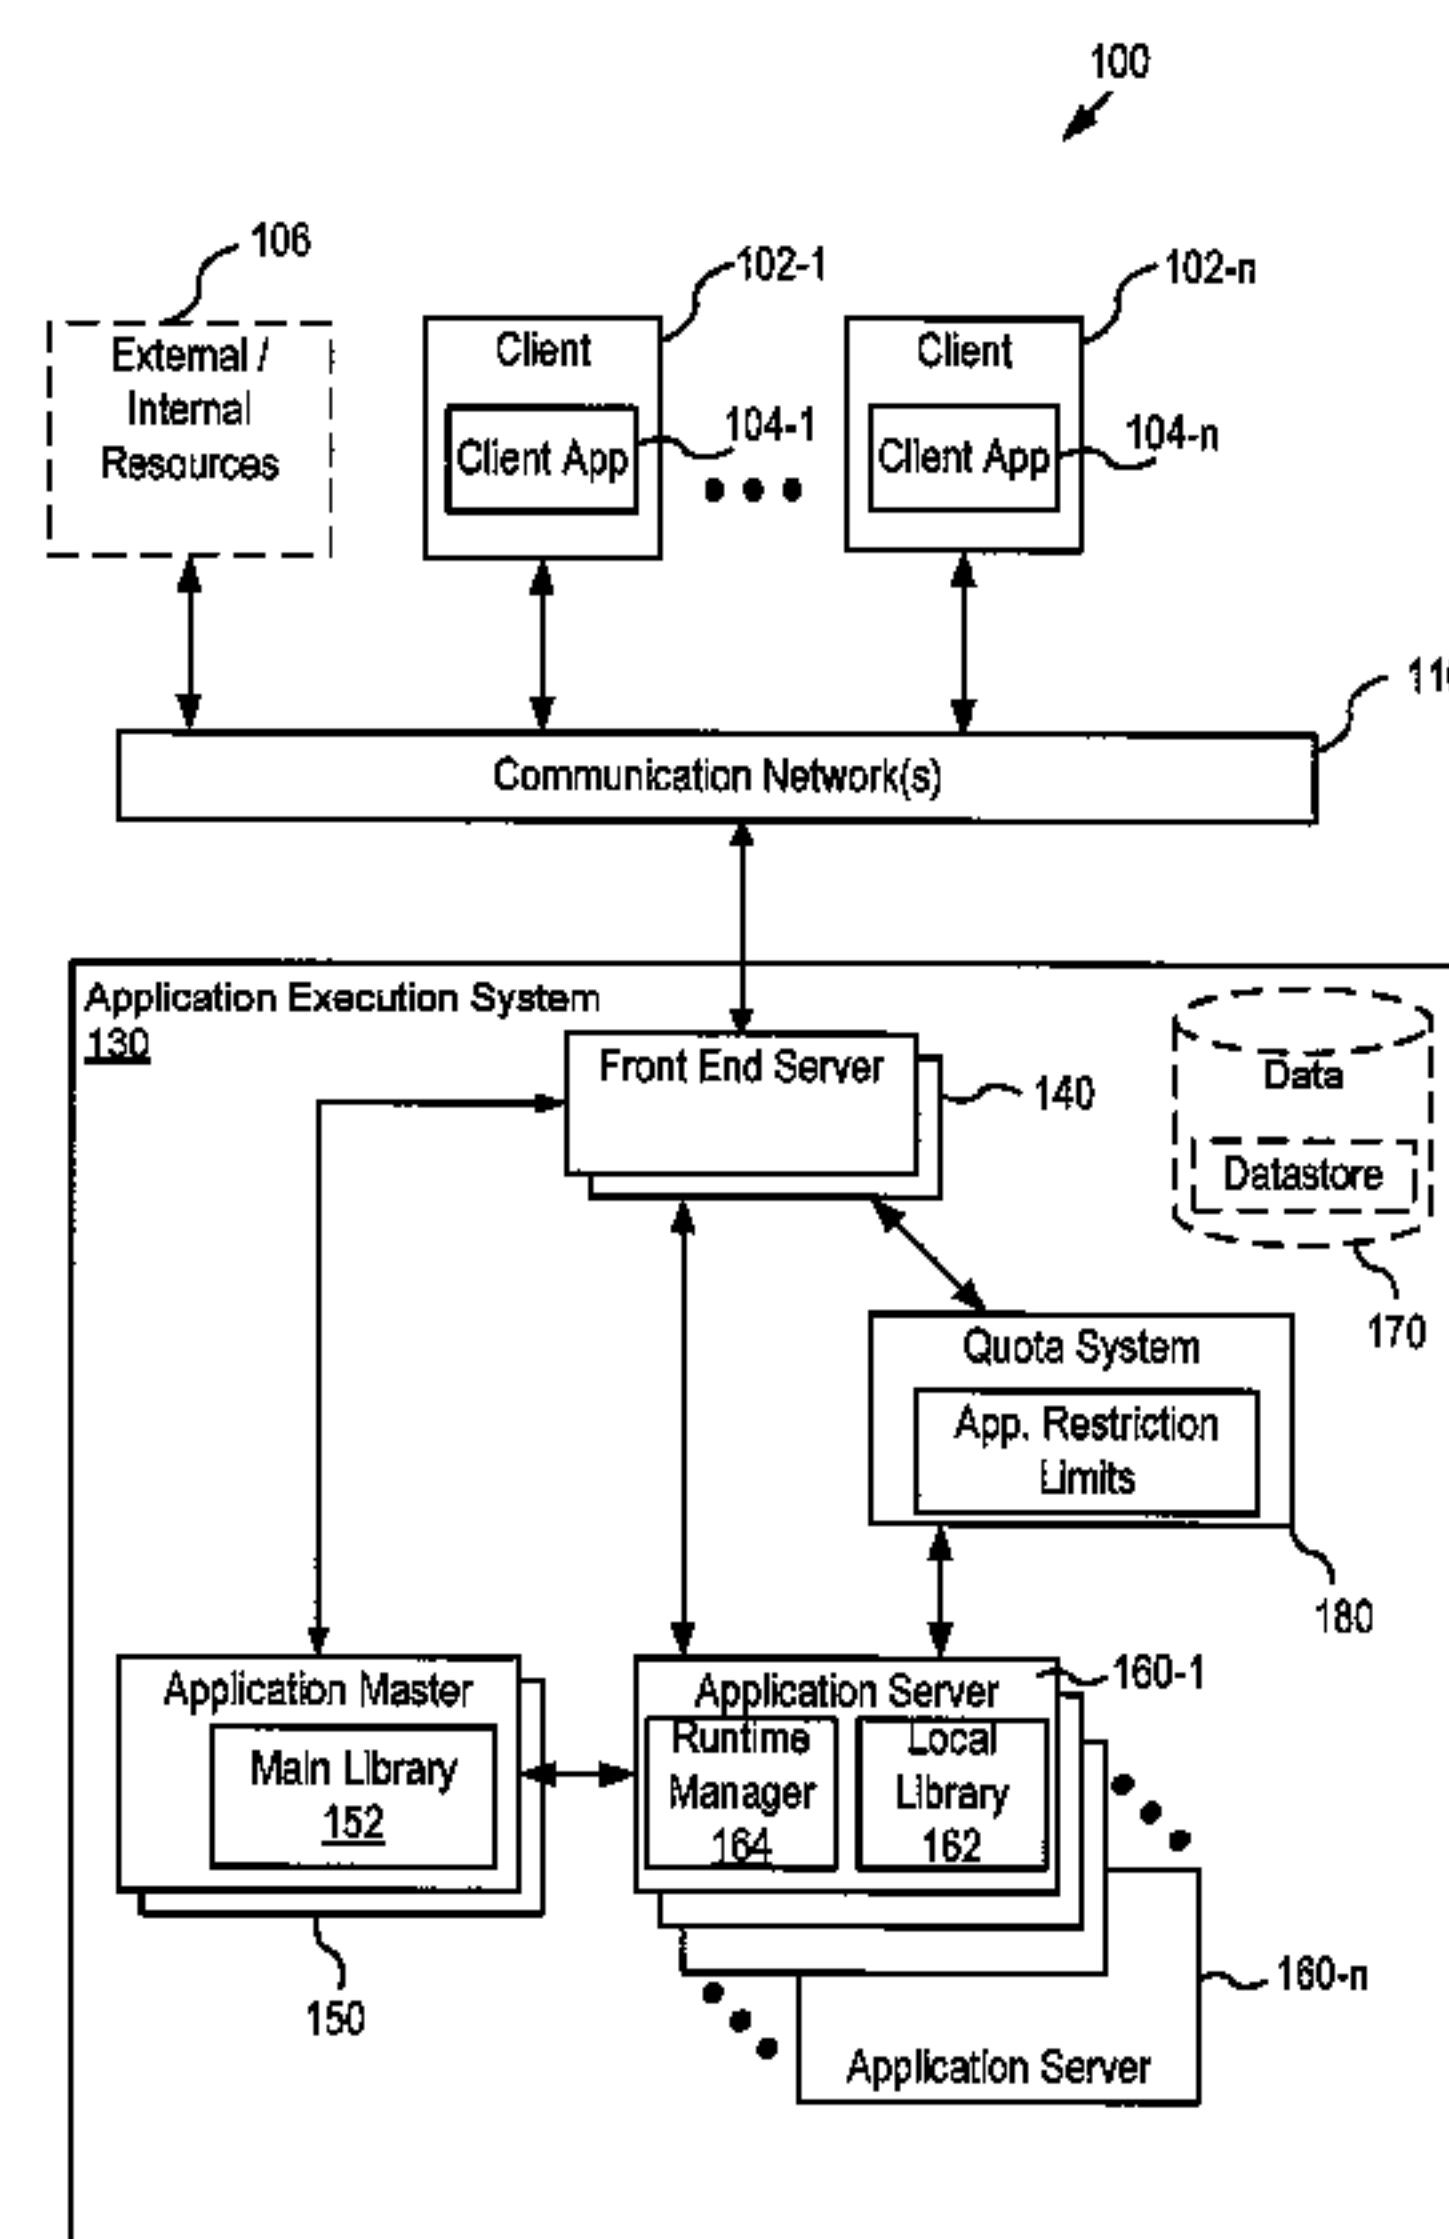 100
106
102-1
102-n
External /
Internal
Resources
Client
Client App
104-1
Client
Client App
104-n
Communication Network(s)
Application Execution System
130
Front End Server
140
Data
Datastore
170
Quota System
App. Restriction
Limits
180
Application Master
Main Library
152
150
Application Server
160-1
Runtime
Manager
164
Local
Library
162
160-n
Application Server